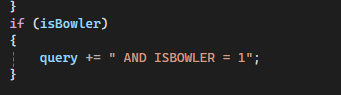 }
if (isBowler)
{
    query += " AND ISBOWLER = 1";
}